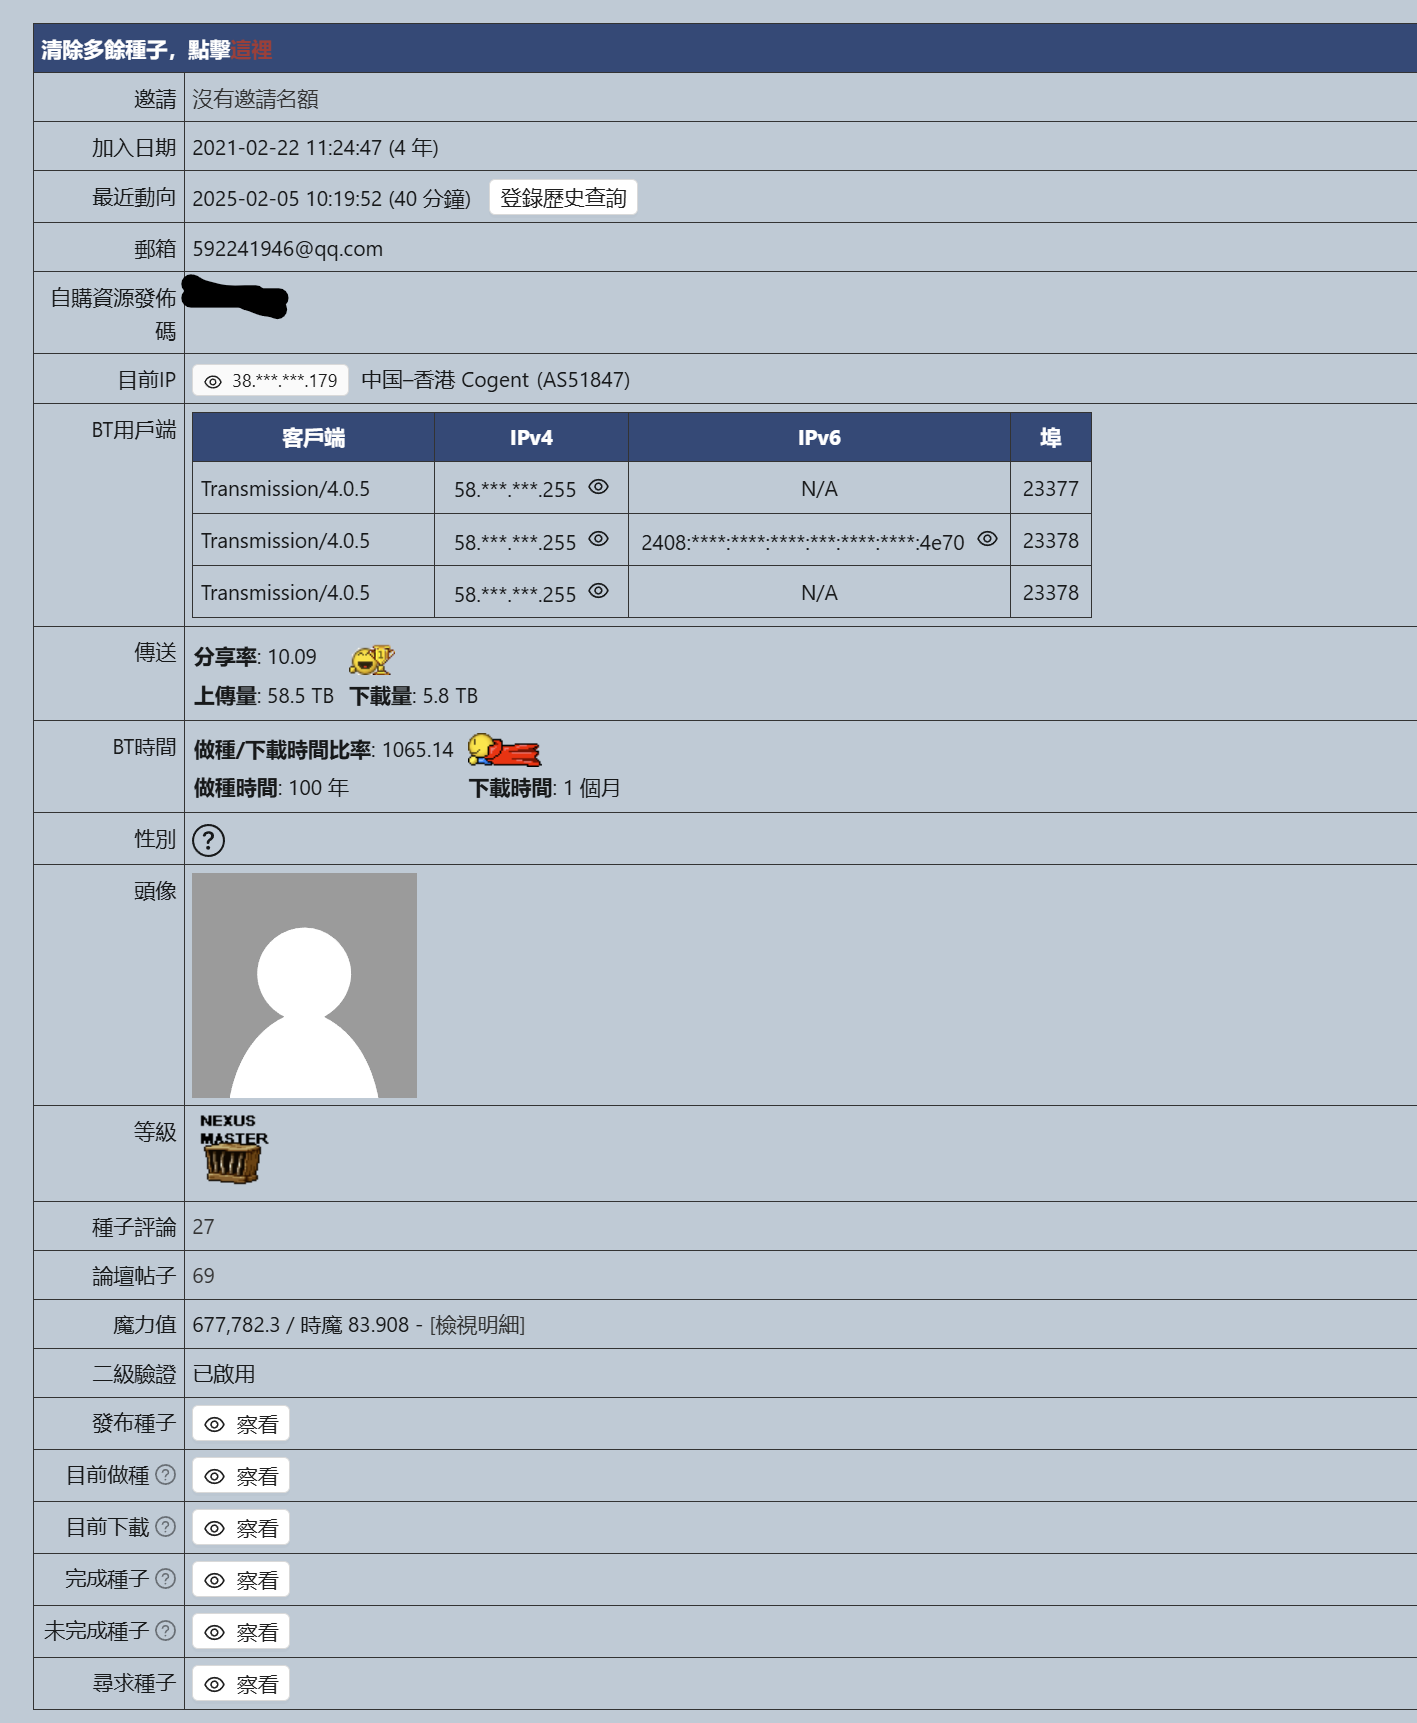 清除多餘種子，點擊這裡
邀請 沒有邀請名額
加入日期 2021-02-22 11:24:47 (4 年)
最近動向 2025-02-05 10:19:52 (40 分鐘) 登錄歷史查詢
郵箱 592241946@qq.com
自購資源發佈
碼
目前IP 38.***.***.179 中国–香港 Cogent (AS51847)
BT用戶端 客戶端 IPv4 IPv6 埠
Transmission/4.0.5 58.***.***.255 N/A 23377
Transmission/4.0.5 58.***.***.255 2408:****:****:****:***:****:****:4e70 23378
Transmission/4.0.5 58.***.***.255 N/A 23378
傳送 分享率: 10.09
上傳量: 58.5 TB 下載量: 5.8 TB
BT時間 做種/下載時間比率: 1065.14
做種時間: 100 年 下載時間: 1 個月
性別 ?
頭像
等級 NEXUS
MASTER
種子評論 27
論壇帖子 69
魔力值 677,782.3 / 時魔 83.908 - [檢視明細]
二級驗證 已啟用
發布種子 察看
目前做種 ? 察看
目前下載 ? 察看
完成種子 ? 察看
未完成種子 ? 察看
尋求種子 察看